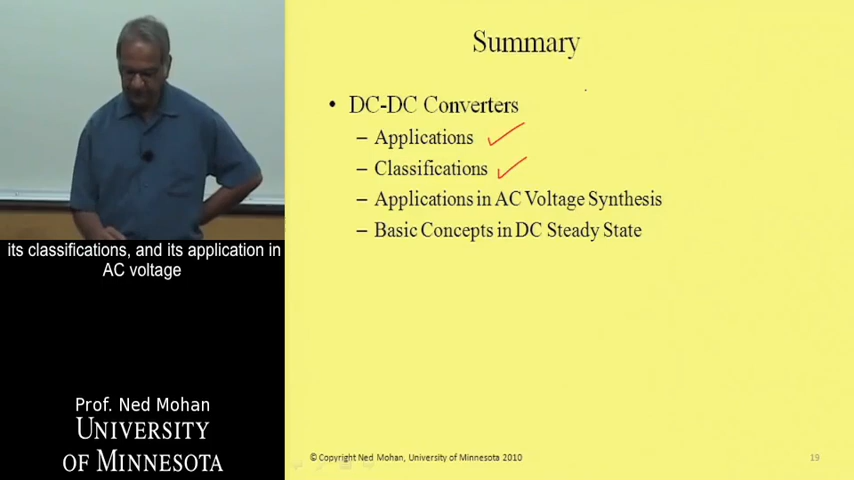 Summary
• DC-DC Converters
– Applications
– Classifications
– Applications in AC Voltage Synthesis
– Basic Concepts in DC Steady State
its classifications, and its application in
AC voltage
Prof. Ned Mohan
UNIVERSITY
OF MINNESOTA
© Copyright Ned Mohan, University of Minnesota 2010
19